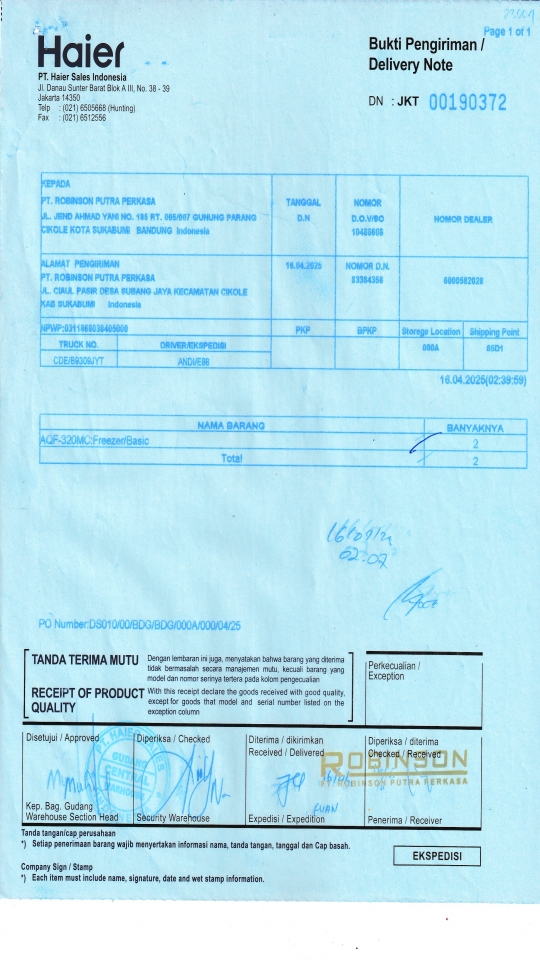 Page 1 of 1
Haier
Bukti Pengiriman /
Delivery Note
PT. Haier Sales Indonesia
Jl. Danau Sunter Barat Blok A III, No. 38 - 39
Jakarta 14350
Telp : (021) 6505668 (Hunting)
Fax : (021) 6512556
DN : JKT 00190372
KEPADA
PT. ROBINSON PUTRA PERKASA
JL. JEND AHMAD YANI NO. 185 RT. 005/007 GUNUNG PARANG
CIKOLE KOTA SUKABUMI BANDUNG Indonesia
TANGGAL
D.N
NOMOR
D.O.V/SO
NOMOR DEALER
ALAMAT PENGIRIMAN
PT. ROBINSON PUTRA PERKASA
JL. CIAUL PASIR DESA SUBANG JAYA KECAMATAN CIKOLE
KAB SUKABUMI Indonesia
16.04.2025
NOMOR D.N.
83384356
PKP
BPKP
Storege Location
Shipping Point
TRUCK NO.
DRIVER/EKSPEDISI
000A
CDE/B9309JYT
16.04.2025(02:39:59)
NAMA BARANG
BANYAKNYA
AQF-320MC:Freezer/Basic
2
Total
2
02.07
PO Number:DS010/00/BDG/BDG/000A/000/04/25
TANDA TERIMA MUTU
Dengan lembaran ini juga, menyatakan bahwa barang yang diterima
tidak bermasalah secara manajemen mutu, kecuali barang yang
model dan nomor serinya tertera pada kolom pengecualian
RECEIPT OF PRODUCT
QUALITY
With this receipt declare the goods received with good quality,
except for goods that model and serial number listed on the
exception column
Perkecualian /
Exception
Disetujui / Approved
Diperiksa / Checked
Diterima / dikirimkan
Received / Delivered
Diperiksa / diterima
Checked / Received
GUDANG
CENTRAL
ROBINSON
PT. ROBINSON PUTRA PERKASA
Kep. Bag. Gudang
Warehouse Section Head
Security Warehouse
Expedisi / Expedition
Penerima / Receiver
Tanda tangan/cap perusahaan
*) Setiap penerimaan barang wajib menyertakan informasi nama, tanda tangan, tanggal dan Cap basah.
EKSPEDISI
Company Sign / Stamp
*) Each item must include name, signature, date and wet stamp information.